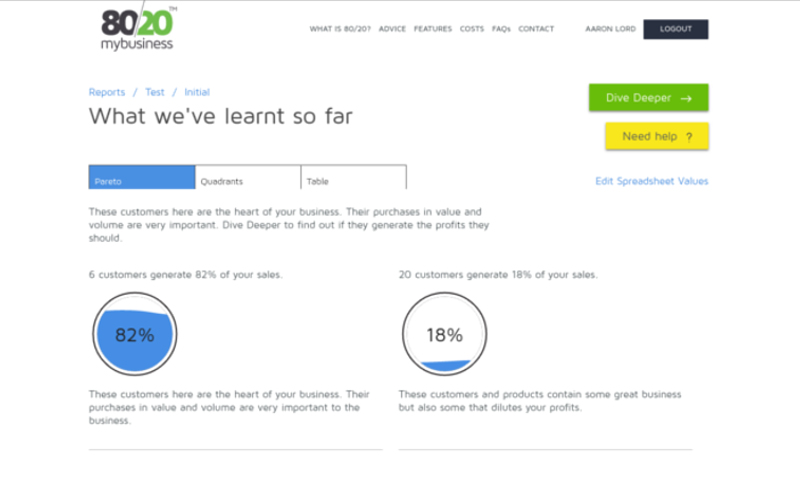 80/20™
mybusiness
WHAT IS 80/20? ADVICE FEATURES COSTS FAQs CONTACT AARON LORD LOGOUT
Reports / Test / Initial
What we've learnt so far
Dive Deeper →
Need help ?
Pareto Quadrants Table
Edit Spreadsheet Values
These customers here are the heart of your business. Their purchases in value and
volume are very important. Dive Deeper to find out if they generate the profits they
should.
6 customers generate 82% of your sales.
82%
These customers here are the heart of your business. Their
purchases in value and volume are very important to the
business.
20 customers generate 18% of your sales.
18%
These customers and products contain some great business
but also some that dilutes your profits.